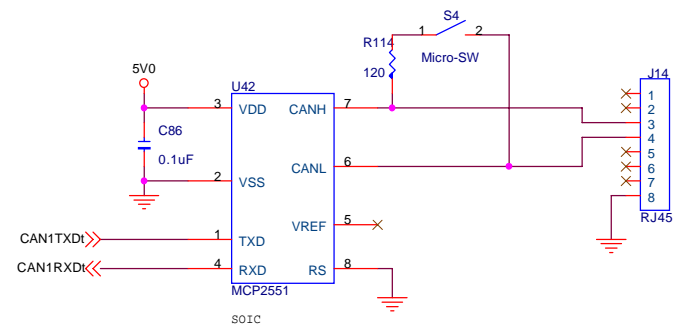 S4
1 2
R114
120
Micro-SW
J14
5V0
U42
3 VDD CANH 7
1
2
3
4
5
6
7
8
RJ45
C86
0.1uF
CANL 6
2 VSS
VREF 5
CAN1TXDt 1 TXD
CAN1RXDt 4 RXD RS 8
MCP2551
SOIC